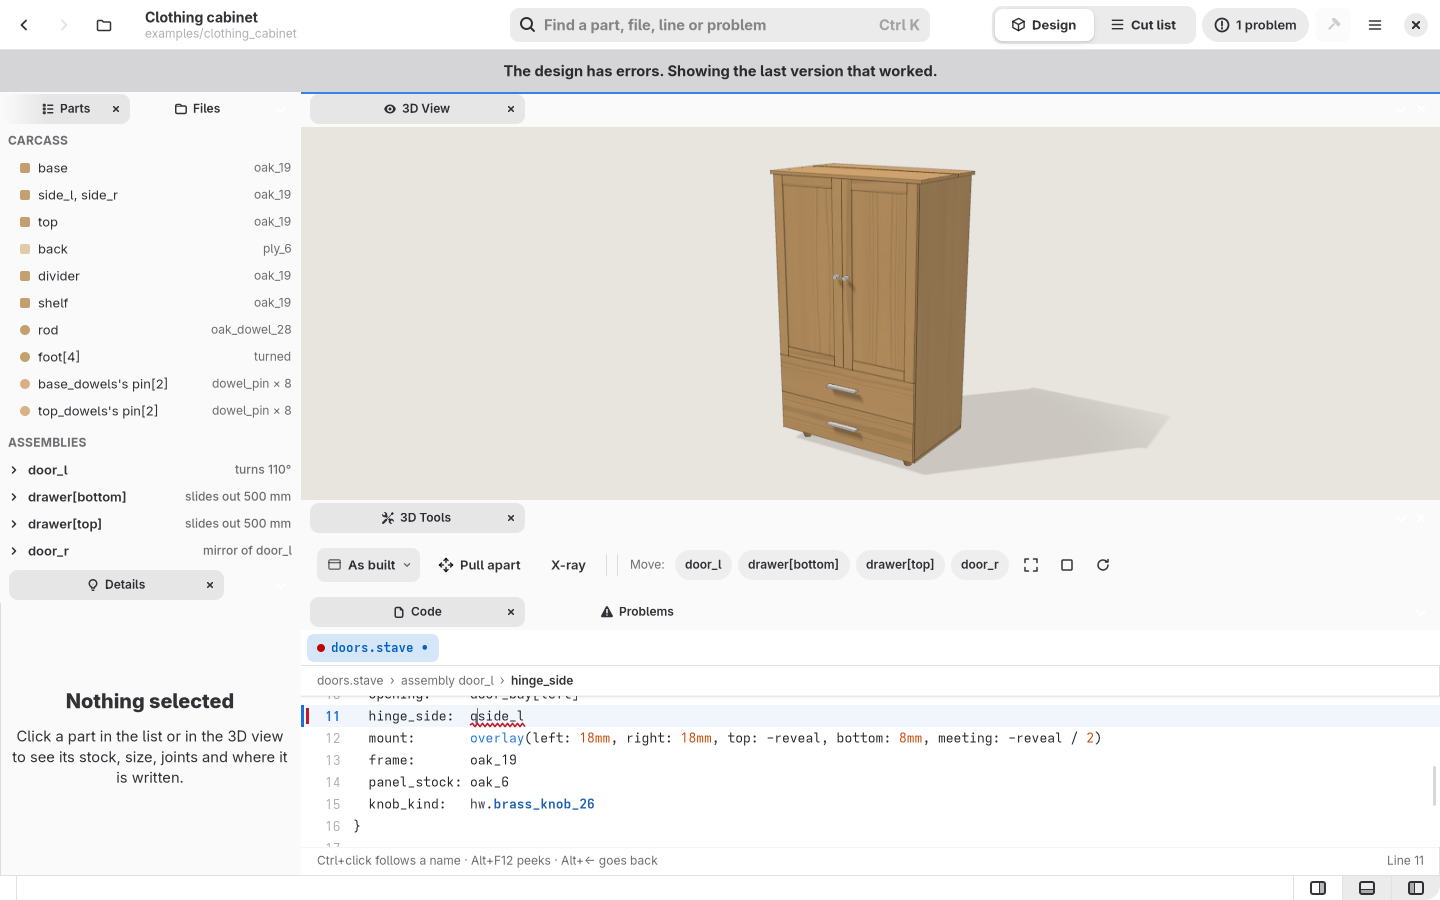 Clothing cabinet
examples/clothing_cabinet
Find a part, file, line or problem
Ctrl K
Design
Cut list
1 problem
The design has errors. Showing the last version that worked.
Parts
Files
CARCASS
base oak_19
side_l, side_r oak_19
top oak_19
back ply_6
divider oak_19
shelf oak_19
rod oak_dowel_28
foot[4] turned
base_dowels's pin[2] dowel_pin × 8
top_dowels's pin[2] dowel_pin × 8
ASSEMBLIES
door_l turns 110°
drawer[bottom] slides out 500 mm
drawer[top] slides out 500 mm
door_r mirror of door_l
Details
Nothing selected
Click a part in the list or in the 3D view
to see its stock, size, joints and where it
is written.
3D View
3D Tools
As built
Pull apart
X-ray
Move:
door_l
drawer[bottom]
drawer[top]
door_r
Code
Problems
doors.stave
doors.stave › assembly door_l › hinge_side
10 opening: door_bay[left]
11 hinge_side: qside_l
12 mount: overlay(left: 18mm, right: 18mm, top: -reveal, bottom: 8mm, meeting: -reveal / 2)
13 frame: oak_19
14 panel_stock: oak_6
15 knob_kind: hw.brass_knob_26
16 }
17
Ctrl+click follows a name · Alt+F12 peeks · Alt+← goes back
Line 11